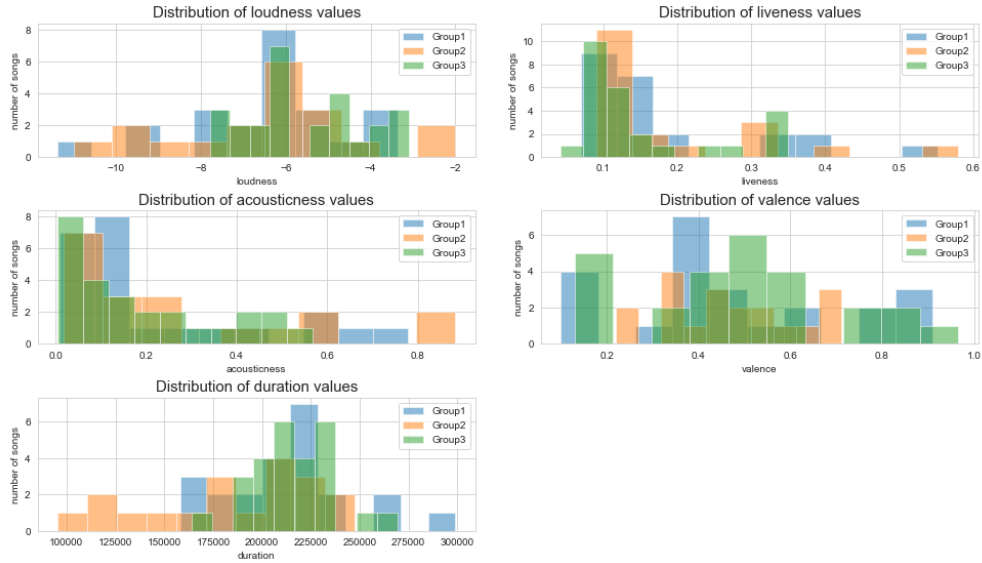 Distribution of loudness values
number of songs
8
6
4
2
0
Group1
Group2
Group3
−10
−8
−6
−4
−2
loudness
Distribution of liveness values
number of songs
10
8
6
4
2
0
Group1
Group2
Group3
0.1
0.2
0.3
0.4
0.5
0.6
liveness
Distribution of acousticness values
number of songs
8
6
4
2
0
Group1
Group2
Group3
0.0
0.2
0.4
0.6
0.8
acousticness
Distribution of valence values
number of songs
6
4
2
0
Group1
Group2
Group3
0.2
0.4
0.6
0.8
1.0
valence
Distribution of duration values
number of songs
6
4
2
0
Group1
Group2
Group3
100000
125000
150000
175000
200000
225000
250000
275000
300000
duration